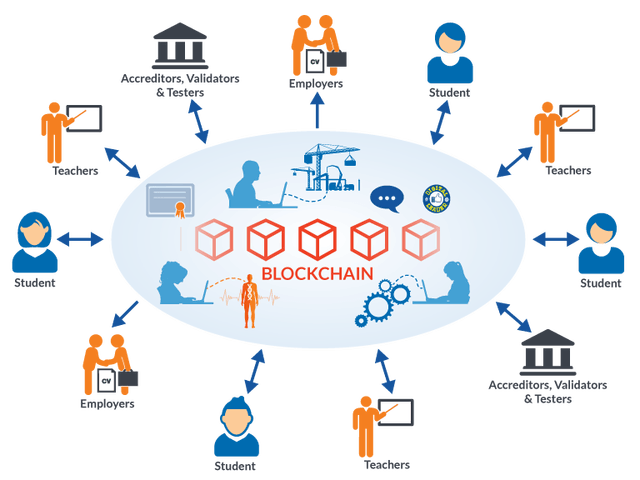 Accreditors, Validators
& Testers
CV
Employers
Student
Teachers
Teachers
Student
BLOCKCHAIN
Student
CV
Employers
Accreditors, Validators
& Testers
Student
Teachers